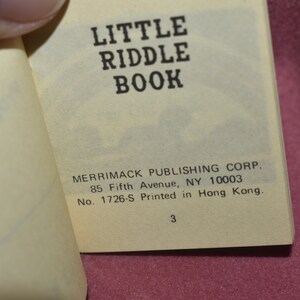 LITTLE
RIDDLE
BOOK
MERRIMACK PUBLISHING CORP.
85 Fifth Avenue, NY 10003
No. 1726-S Printed in Hong Kong.
3